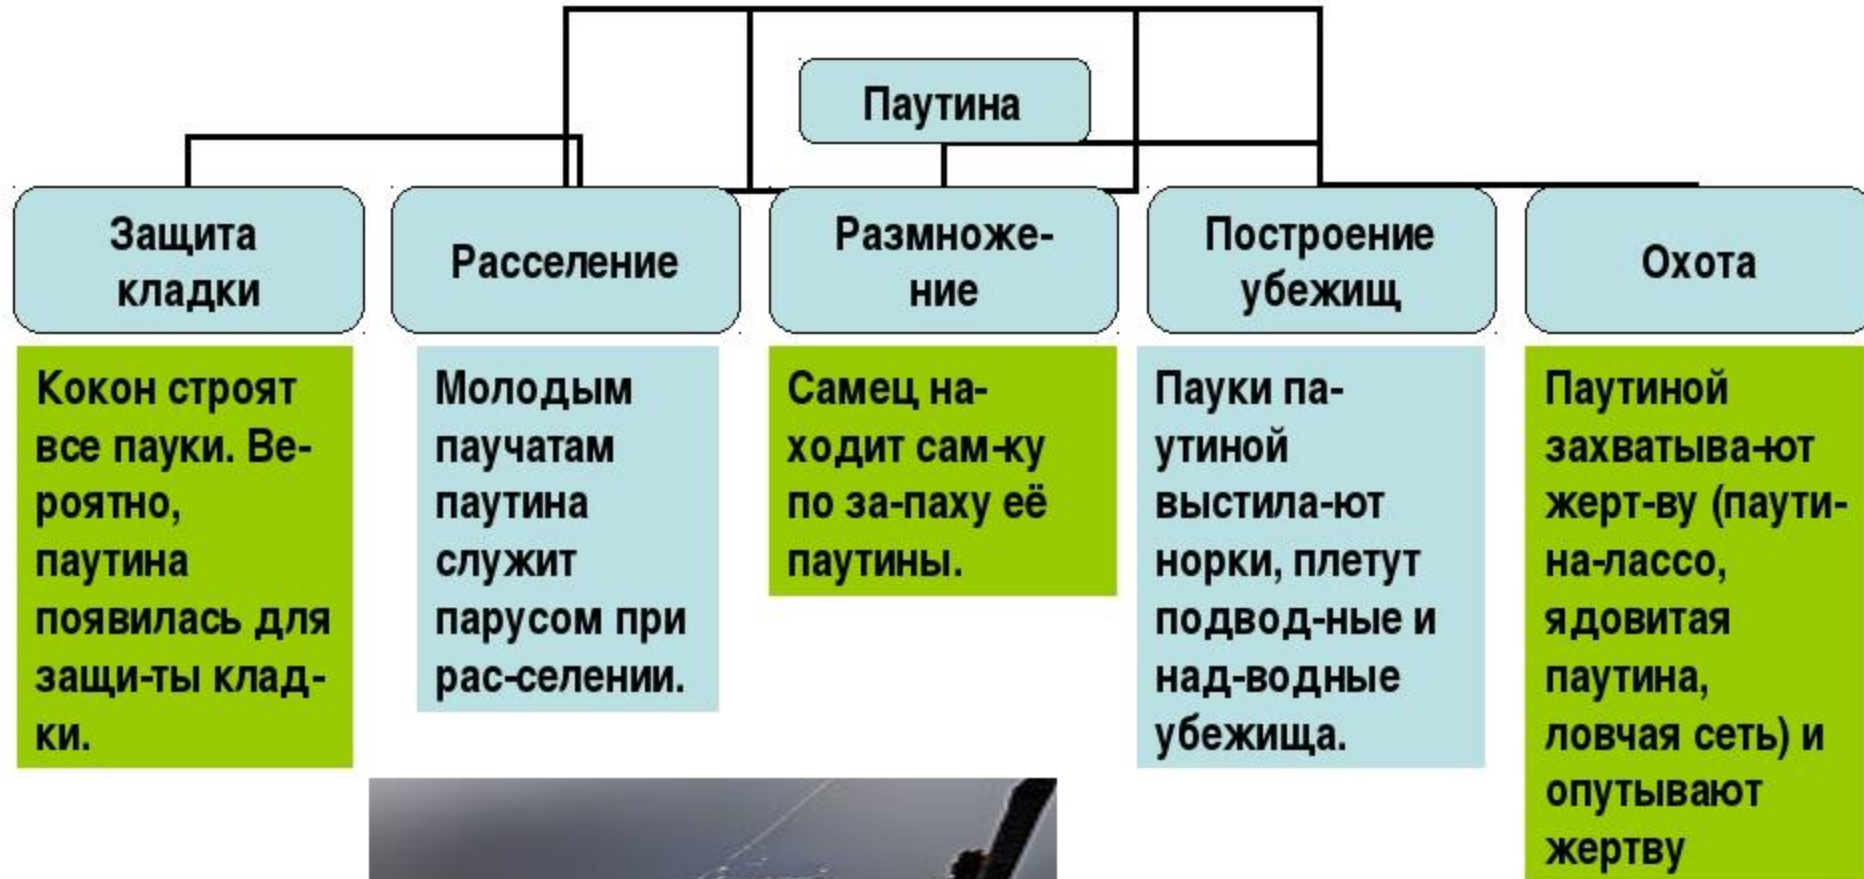 Паутина
Защита
кладки
Расселение
Размноже-
ние
Построение
убежищ
Охота
Кокон строят
все пауки. Ве-
роятно,
паутина
появилась для
защи-ты клад-
ки.
Молодым
паучатам
паутина
служит
парусом при
рас-селении.
Самец на-
ходит сам-ку
по за-паху её
паутины.
Пауки па-
утиной
выстила-ют
норки, плетут
подвод-ные и
над-водные
убежища.
Паутиной
захватыва-ют
жерт-ву (паути-
на-лассо,
ядовитая
паутина,
ловчая сеть) и
опутывают
жертву